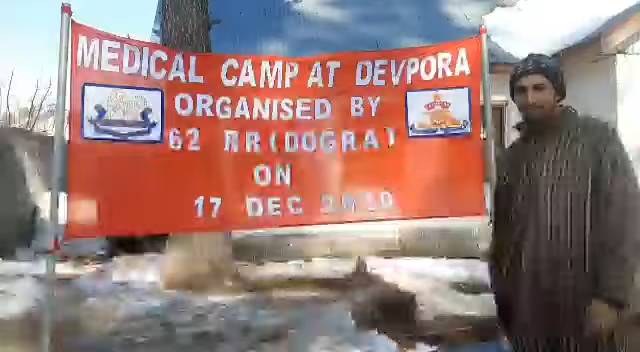 MEDICAL CAMP AT DEVPORA
ORGANISED BY
62 RR (DOGRA)
ON
17 DEC